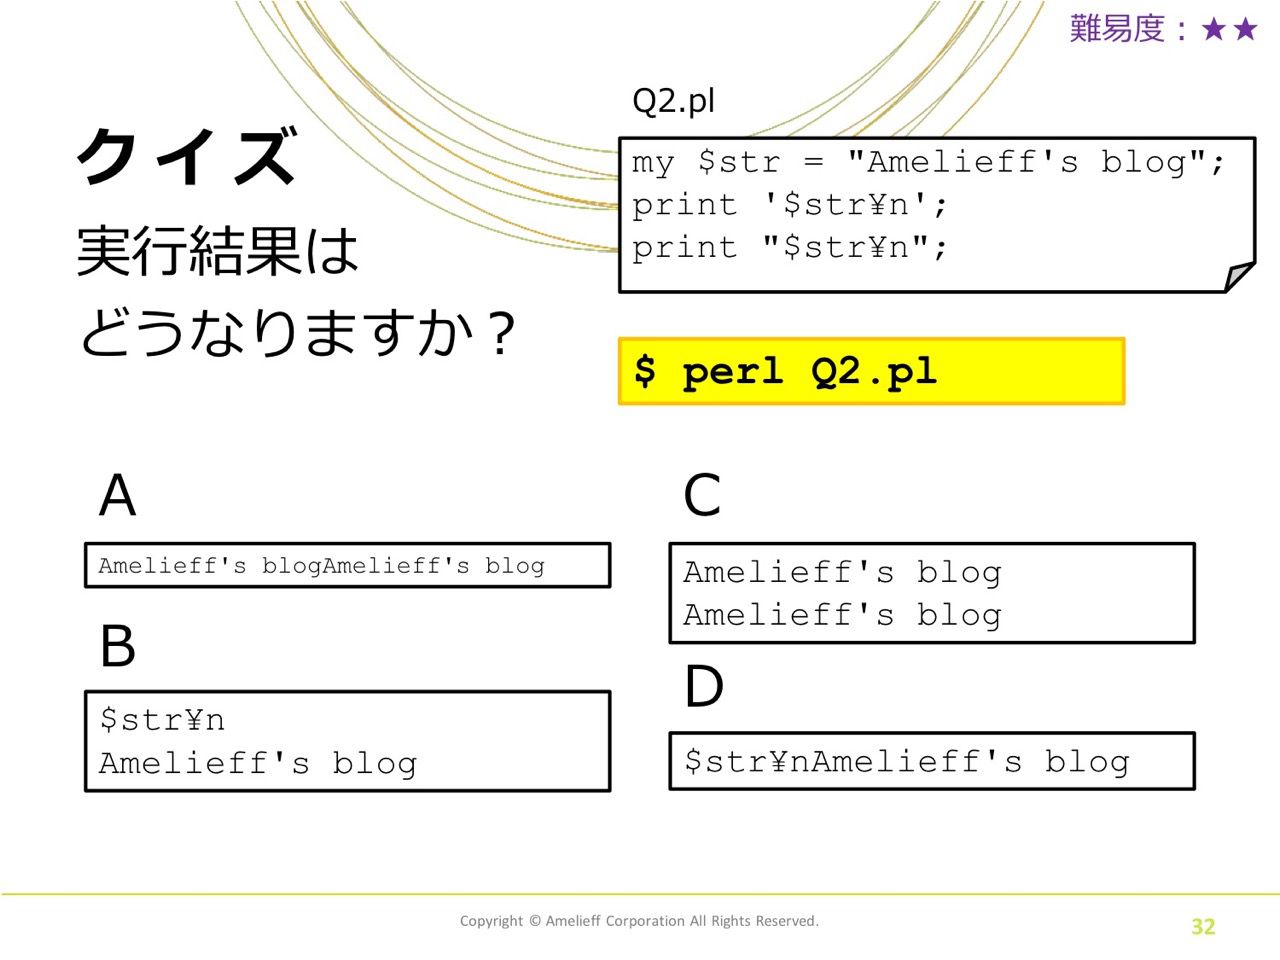 難易度：★★
クイズ
実行結果は
どうなりますか？
Q2.pl
my $str = "Amelieff's blog";
print '$str¥n';
print "$str¥n";
$ perl Q2.pl
A
Amelieff's blogAmelieff's blog
B
$str¥n
Amelieff's blog
C
Amelieff's blog
Amelieff's blog
D
$str¥nAmelieff's blog
Copyright © Amelieff Corporation All Rights Reserved.
32